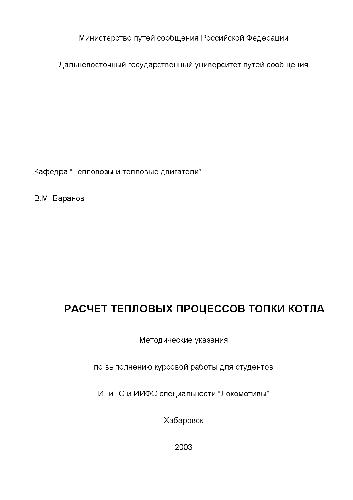 Министерство путей сообщения Российской Федерации
Дальневосточный государственный университет путей сообщения
Кафедра "Тепловозы и тепловые двигатели"
В.М. Баранов
РАСЧЕТ ТЕПЛОВЫХ ПРОЦЕССОВ ТОПКИ КОТЛА
Методические указания
по выполнению курсовой работы для студентов
и ИИФО специальности "Локомотивы"
Хабаровск
2003